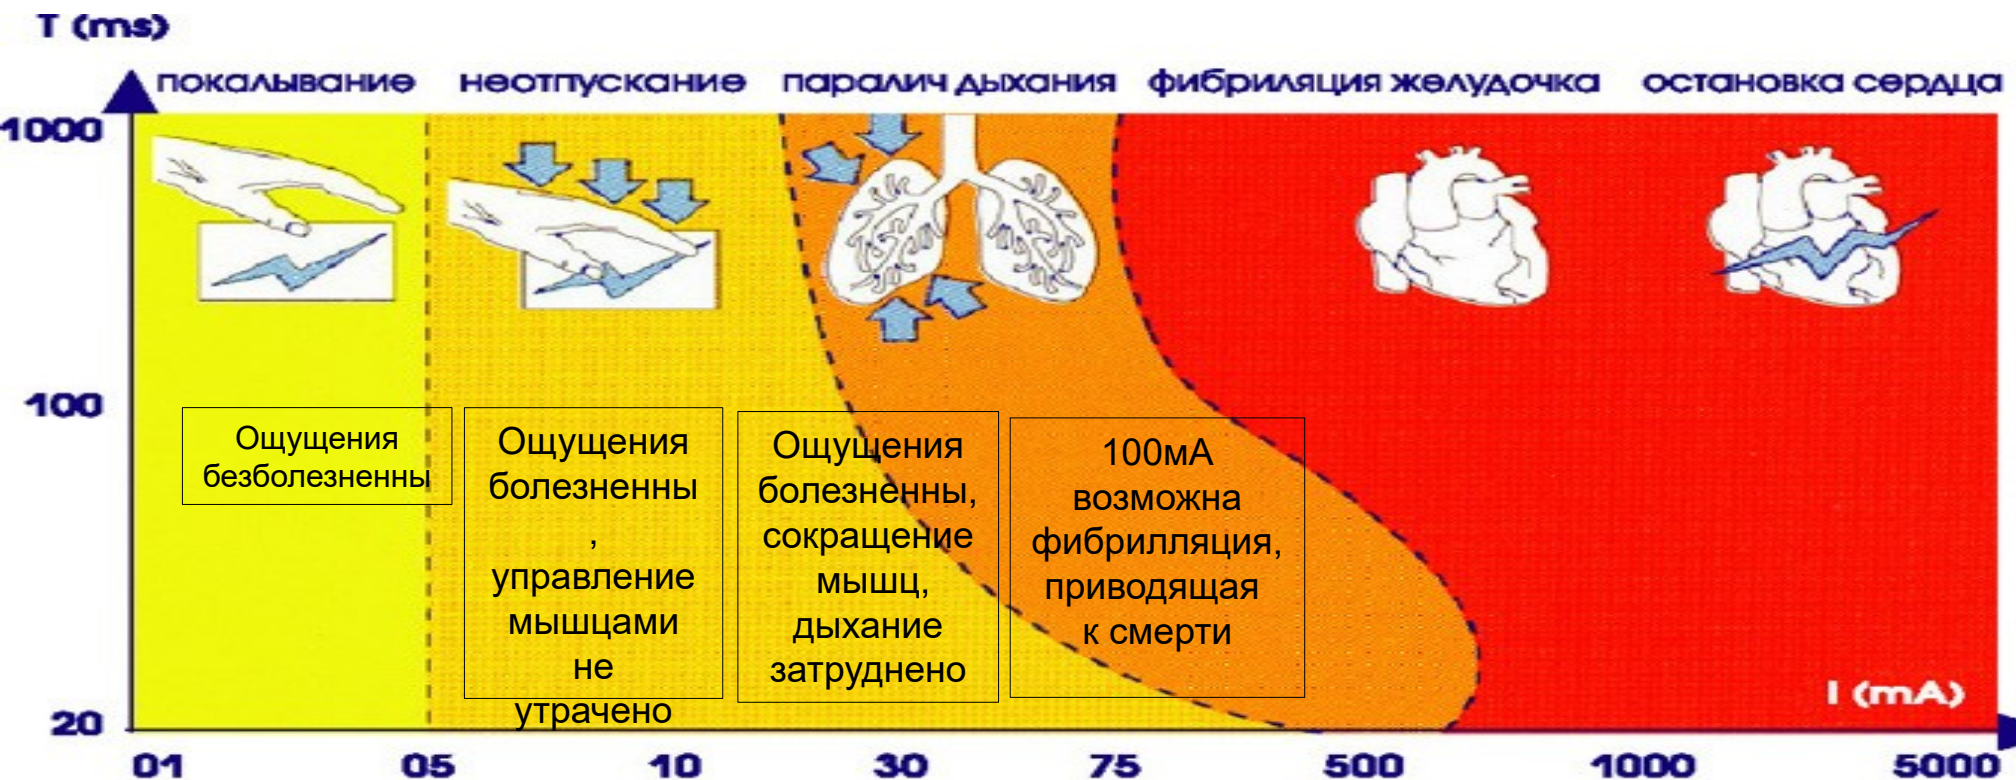 T (ms)
покалывание неотпускание паралич дыхания фибриляция желудочка остановка сердца
1000
100
20
Ощущения
безболезненны
Ощущения
болезненны
,
управление
мышцами
не
утрачено
Ощущения
болезненны,
сокращение
мышц,
дыхание
затруднено
100мА
возможна
фибрилляция,
приводящая
к смерти
I (mA)
01 05 10 30 75 500 1000 5000